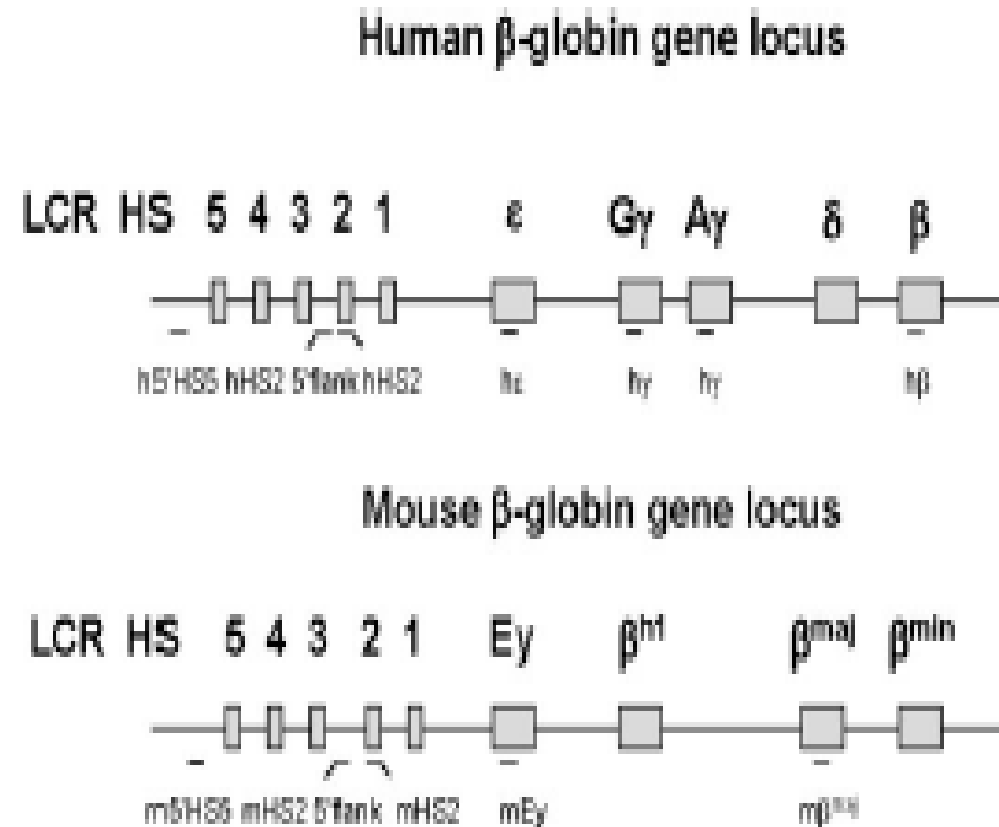 Human β-globin gene locus
LCR HS 5 4 3 2 1 ε Gγ Aγ δ β
h5'HS5 hHS2 5'flank hHS2 hε hγ hγ hβ
Mouse β-globin gene locus
LCR HS 5 4 3 2 1 Ey βʰ¹ βᵐᵃʲ βᵐⁱⁿ
m5'HS5 mHS2 5'flank mHS2 mEy mβᵐᵃʲ